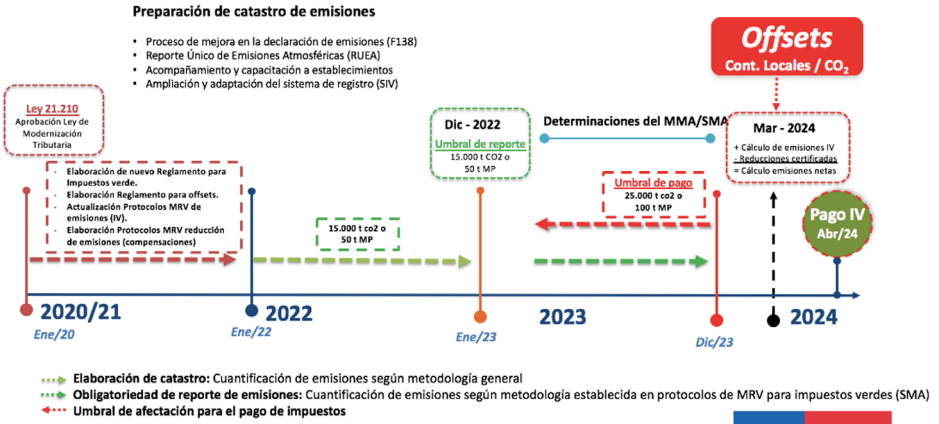 Preparación de catastro de emisiones
• Proceso de mejora en la declaración de emisiones (F138)
• Reporte Único de Emisiones Atmosféricas (RUEA)
• Acompañamiento y capacitación a establecimientos
• Ampliación y adaptación del sistema de registro (SIV)
Offsets
Cont. Locales / CO2
Ley 21.210
Aprobación Ley de
Modernización
Tributaria
- Elaboración de nuevo Reglamento para
Impuestos verde.
- Elaboración Reglamento para offsets.
- Actualización Protocolos MRV de
emisiones (IV).
- Elaboración Protocolos MRV reducción
de emisiones (compensaciones)
15.000 t co2 o
50 t MP
Dic - 2022
Umbral de reporte
15.000 t CO2 o
50 t MP
Determinaciones del MMA/SMA
Umbral de pago
25.000 t co2 o
100 t MP
Mar - 2024
+ Cálculo de emisiones IV
- Reducciones certificadas
= Cálculo emisiones netas
Pago IV
Abr/24
2020/21
2022
2023
2024
Ene/20
Ene/22
Ene/23
Dic/23
Elaboración de catastro: Cuantificación de emisiones según metodología general
Obligatoriedad de reporte de emisiones: Cuantificación de emisiones según metodología establecida en protocolos de MRV para impuestos verdes (SMA)
Umbral de afectación para el pago de impuestos